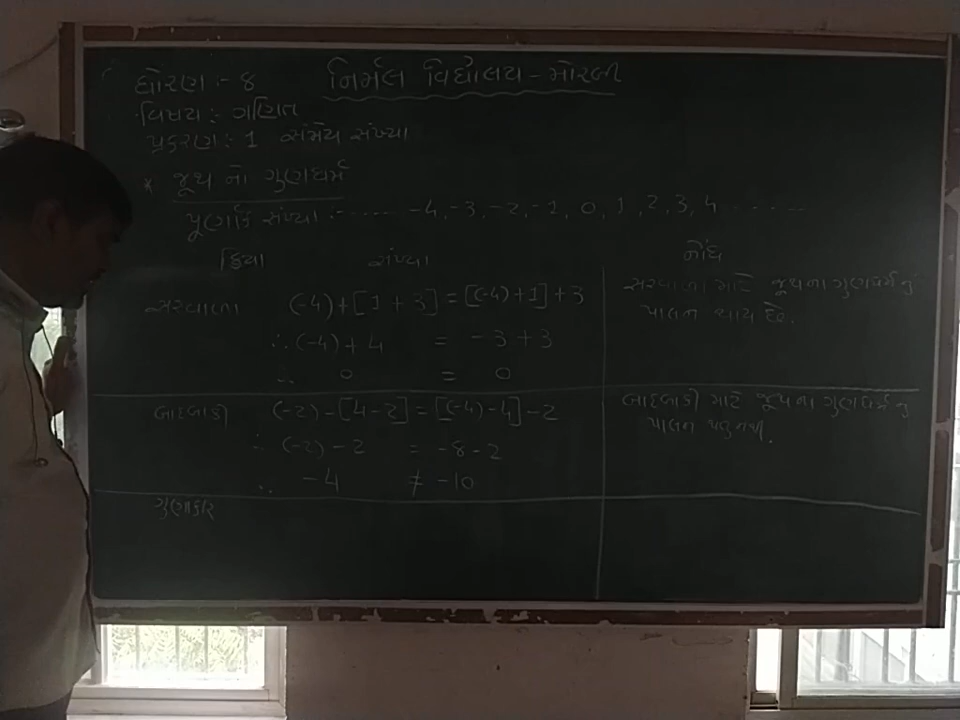 ધોરણ :- ૪ નિર્મલ વિદ્યાલય - મોરબી
વિષય :- ગણિત
પ્રકરણ : 1 સંમેય સંખ્યા
* જૂથ નો ગુણધર્મ
પૂર્ણાંક સંખ્યા :- ..... -4, -3, -2, -1, 0, 1, 2, 3, 4 ........
ક્રિયા સંખ્યા નોંધ
સરવાળા (-4)+[1+3]=[(-4)+1]+3 સરવાળા માટે જૂથના ગુણધર્મનું
∴ (-4)+4 = -3+3 પાલન થાય છે.
∴ 0 = 0
બાદબાકી (-2)-[4-2]=[(-4)-4]-2 બાદબાકી માટે જૂથના ગુણધર્મનું
∴ (-2)-2 = -8-2 પાલન થતુ નથી.
∴ -4 ≠ -10
ગુણાકાર